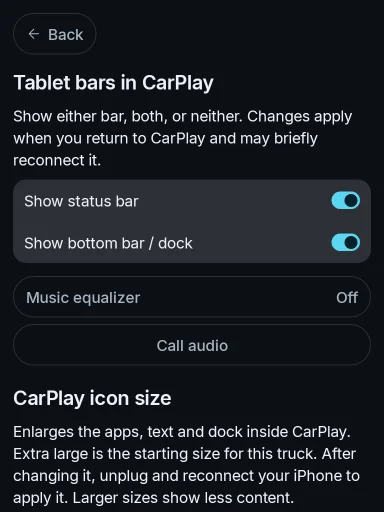 Back
Tablet bars in CarPlay
Show either bar, both, or neither. Changes apply
when you return to CarPlay and may briefly
reconnect it.
Show status bar
Show bottom bar / dock
Music equalizer Off
Call audio
CarPlay icon size
Enlarges the apps, text and dock inside CarPlay.
Extra large is the starting size for this truck. After
changing it, unplug and reconnect your iPhone to
apply it. Larger sizes show less content.